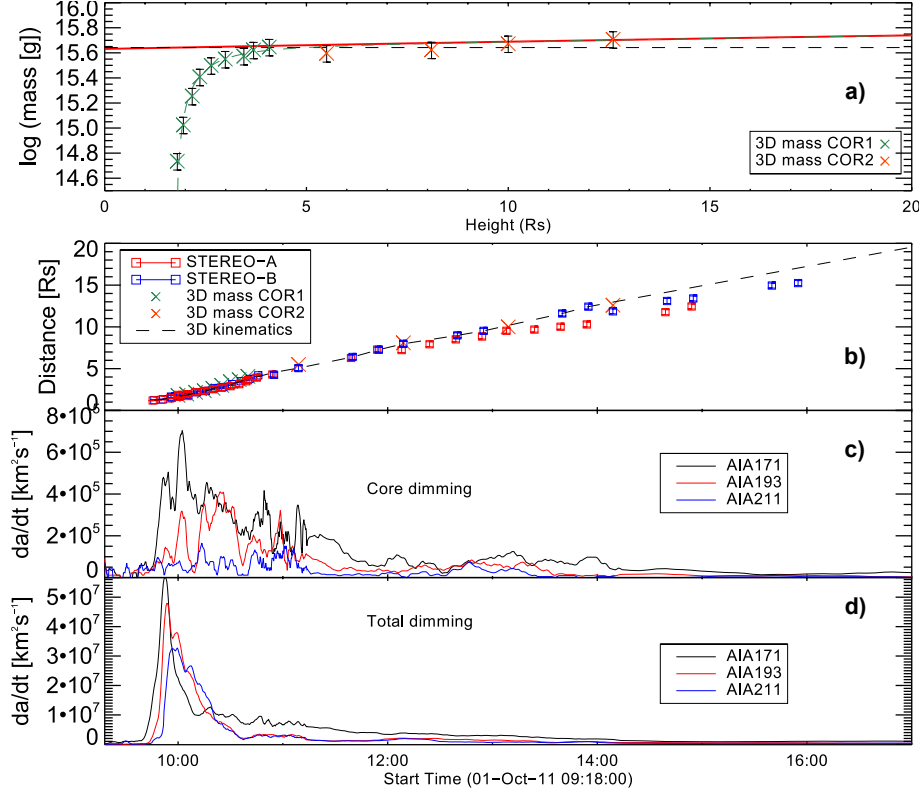 16.0
15.8
15.6
15.4
15.2
15.0
14.8
14.6
log (mass [g])
a)
3D mass COR1
3D mass COR2
0 5 10 15 20
Height (Rs)
20
15
10
5
0
Distance [Rs]
STEREO−A
STEREO−B
3D mass COR1
3D mass COR2
3D kinematics
b)
8•10⁵
6•10⁵
4•10⁵
2•10⁵
0
da/dt [km²s⁻¹]
Core dimming
c)
AIA171
AIA193
AIA211
5•10⁷
4•10⁷
3•10⁷
2•10⁷
1•10⁷
0
da/dt [km²s⁻¹]
Total dimming
d)
AIA171
AIA193
AIA211
10:00 12:00 14:00 16:00
Start Time (01−Oct−11 09:18:00)